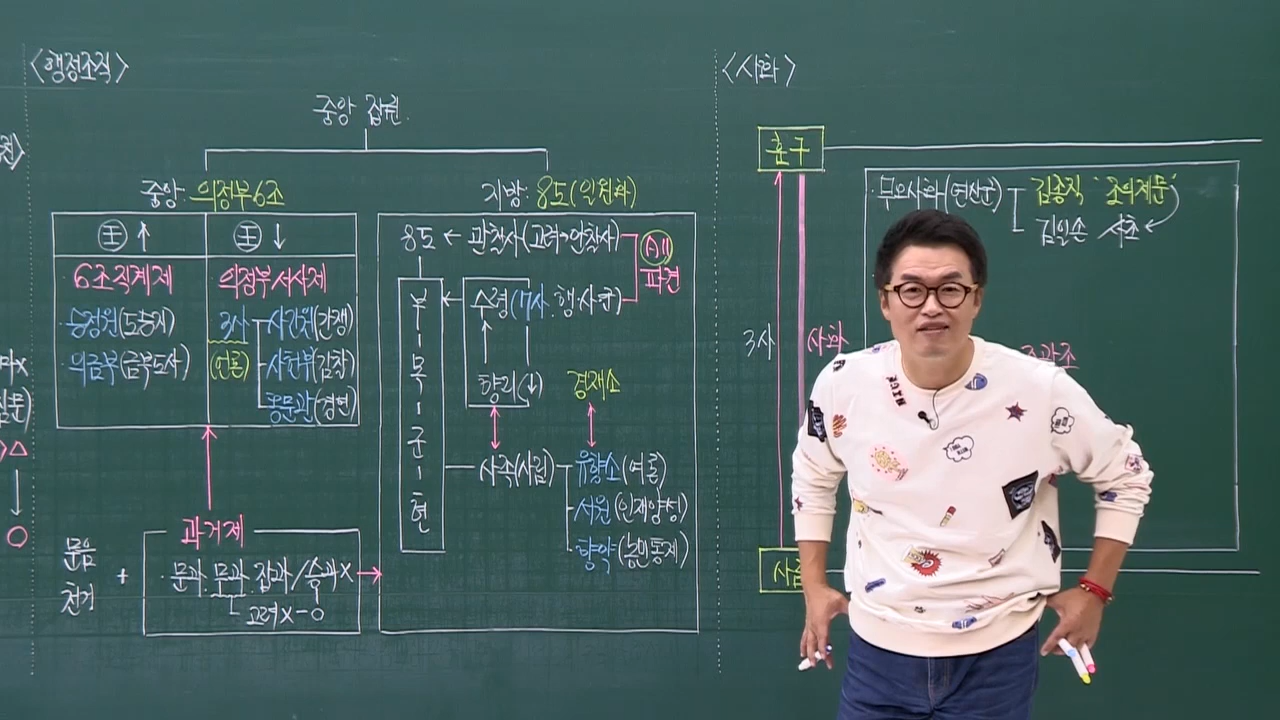 <행정조직>
중앙 집권
중앙: 의정부 6조
王 ↑
王 ↓
6조직계제
의정부서사제
승정원(도승지)
의금부(금부도사)
3사
(언론)
사간원(간쟁)
사헌부(감찰)
홍문관(경연)
문음
천거
+
과거제
문과. 무과 잡과/승과X
고려X-O
지방: 8도(일원화)
8도 ← 관찰사(고려→안찰사)
All
파견
부-목-군-현
수령(7사. 행·사·군)
향리(↓)
경재소
사족(사림)
유향소(여론)
서원(인재양성)
향약(농민통제)
<사화>
훈구
3사
사화
무오사화(연산군)
김종직 '조의제문'
김일손 사초
조광조